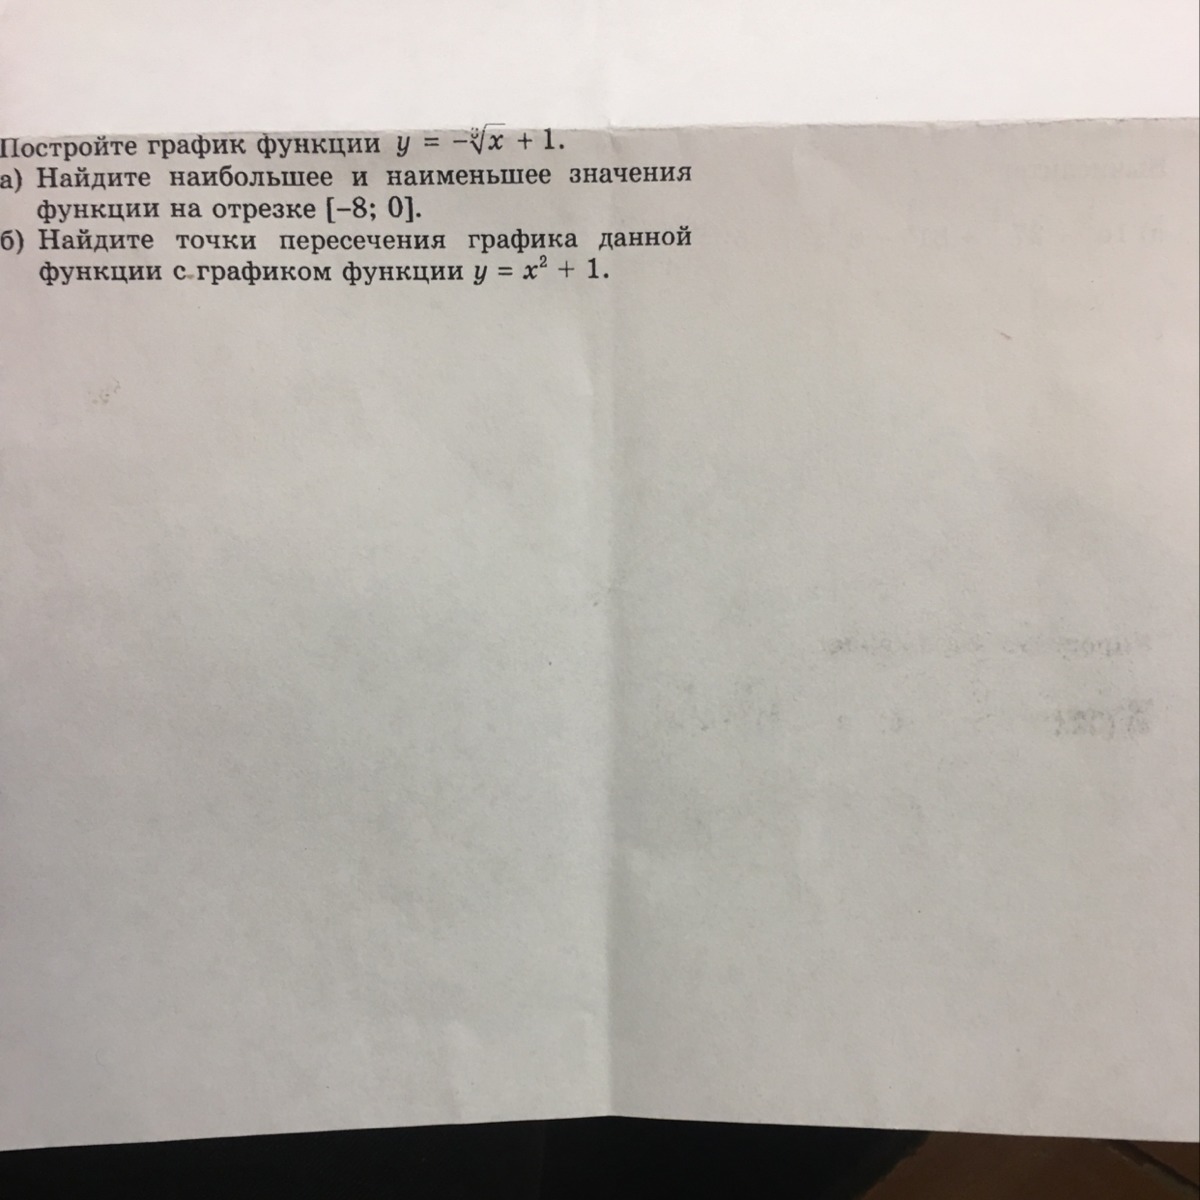 Постройте график функции y = −∛x + 1.
а) Найдите наибольшее и наименьшее значения
функции на отрезке [−8; 0].
б) Найдите точки пересечения графика данной
функции с графиком функции y = x² + 1.